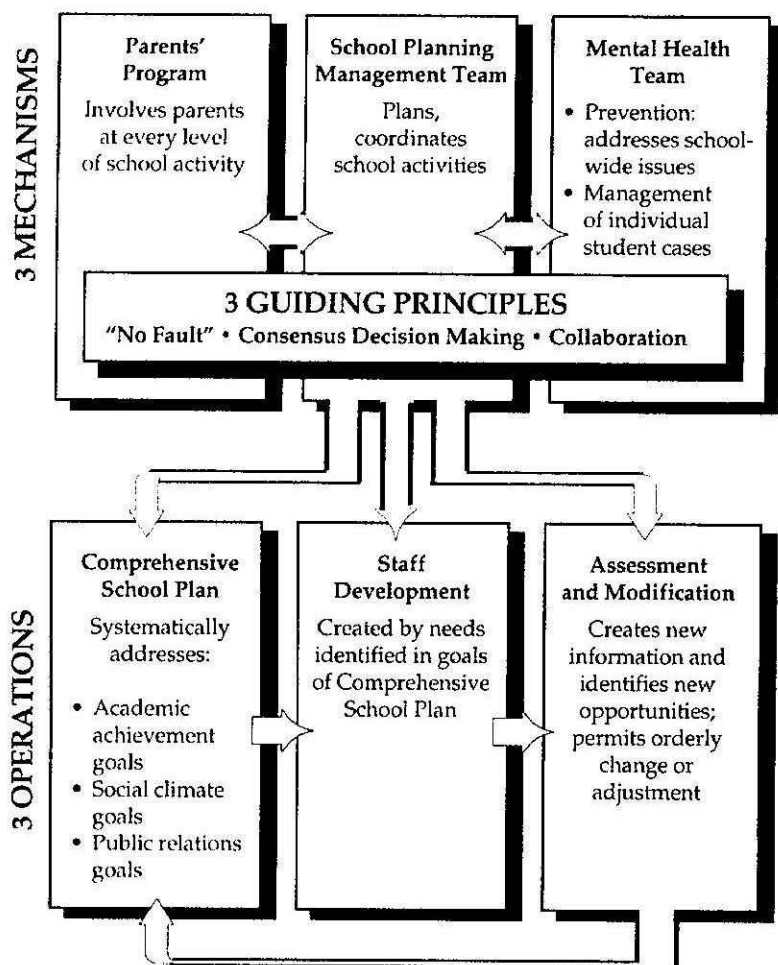 3 MECHANISMS
Parents'
Program
Involves parents
at every level
of school activity
School Planning
Management Team
Plans,
coordinates
school activities
Mental Health
Team
• Prevention:
addresses school-
wide issues
• Management
of individual
student cases
3 GUIDING PRINCIPLES
"No Fault" • Consensus Decision Making • Collaboration
3 OPERATIONS
Comprehensive
School Plan
Systematically
addresses:
• Academic
achievement
goals
• Social climate
goals
• Public relations
goals
Staff
Development
Created by needs
identified in goals
of Comprehensive
School Plan
Assessment
and Modification
Creates new
information and
identifies new
opportunities;
permits orderly
change or
adjustment